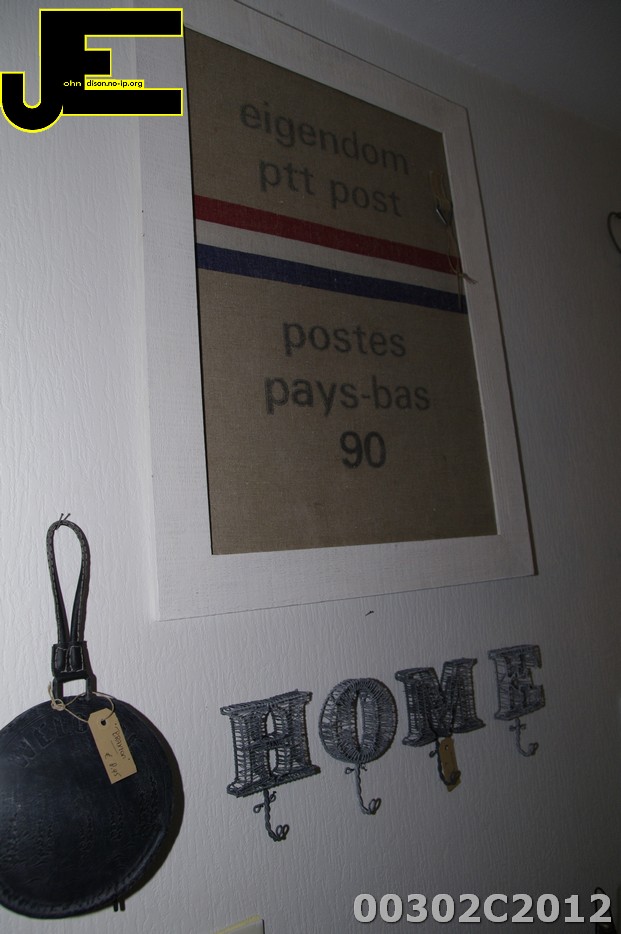 JE
ohn dison.no-ip.org
eigendom
ptt post
postes
pays-bas
90
HOME
00302C2012